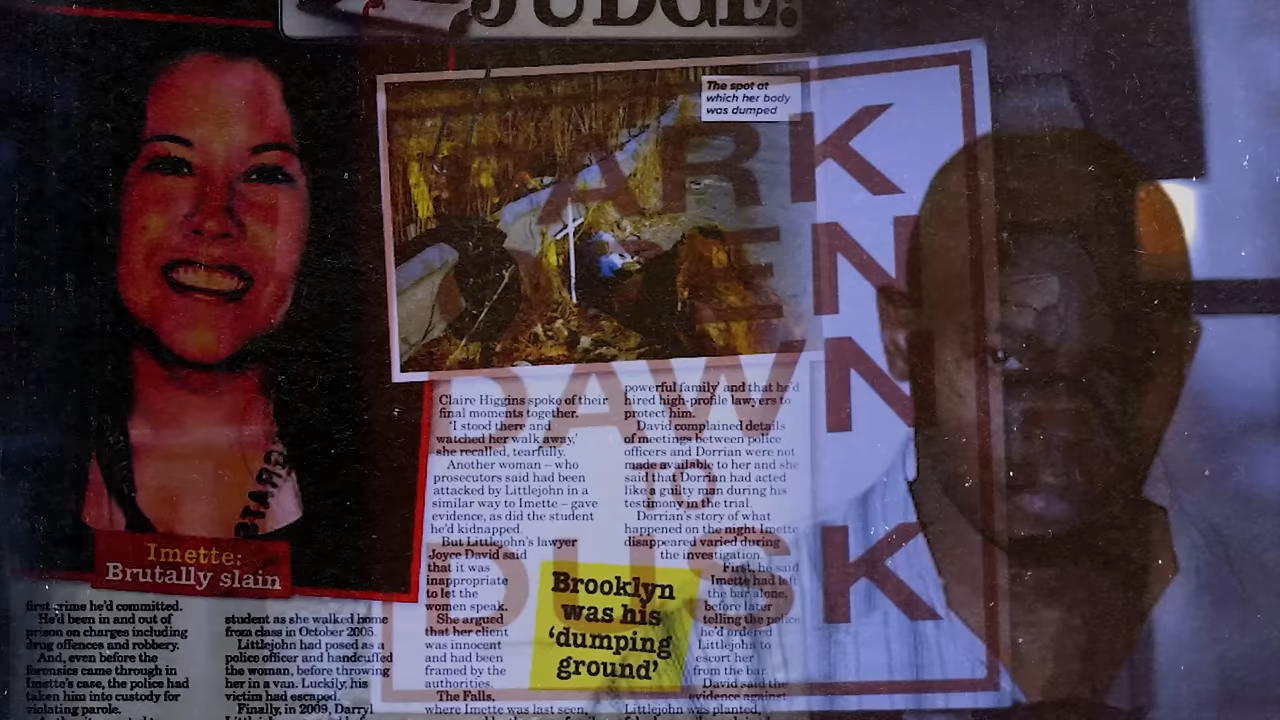 JUDGE!
The spot at
which her body
was dumped
DARK
DEN
N
DAWN
DUSK
Imette:
Brutally slain
first crime he'd committed.
He'd been in and out of
prison on charges including
drug offences and robbery.
And, even before the
forensics came through in
Imette's case, the police had
taken him into custody for
violating parole.
student as she walked home
from class in October 2005.
Littlejohn had posed as a
police officer and handcuffed
the woman, before throwing
her in a van. Luckily, his
victim had escaped.
Finally, in 2009, Darryl
Claire Higgins spoke of their
final moments together.
'I stood there and
watched her walk away,'
she recalled, tearfully.
Another woman – who
prosecutors said had been
attacked by Littlejohn in a
similar way to Imette – gave
evidence, as did the student
he'd kidnapped.
But Littlejohn's lawyer
Joyce David said
that it was
inappropriate
to let the
women speak.
She argued
that her client
was innocent
and had been
framed by the
authorities.
The Falls,
where Imette was last seen,
Brooklyn
was his
'dumping
ground'
powerful family' and that he'd
hired high-profile lawyers to
protect him.
David complained details
of meetings between police
officers and Dorrian were not
made available to her and she
said that Dorrian had acted
like a guilty man during his
testimony in the trial.
Dorrian's story of what
happened on the night Imette
disappeared varied during
the investigation.
First, he said
Imette had left
the bar alone,
before later
telling the police
he'd ordered
Littlejohn to
escort her
from the bar.
David said the
evidence against
Littlejohn was planted,